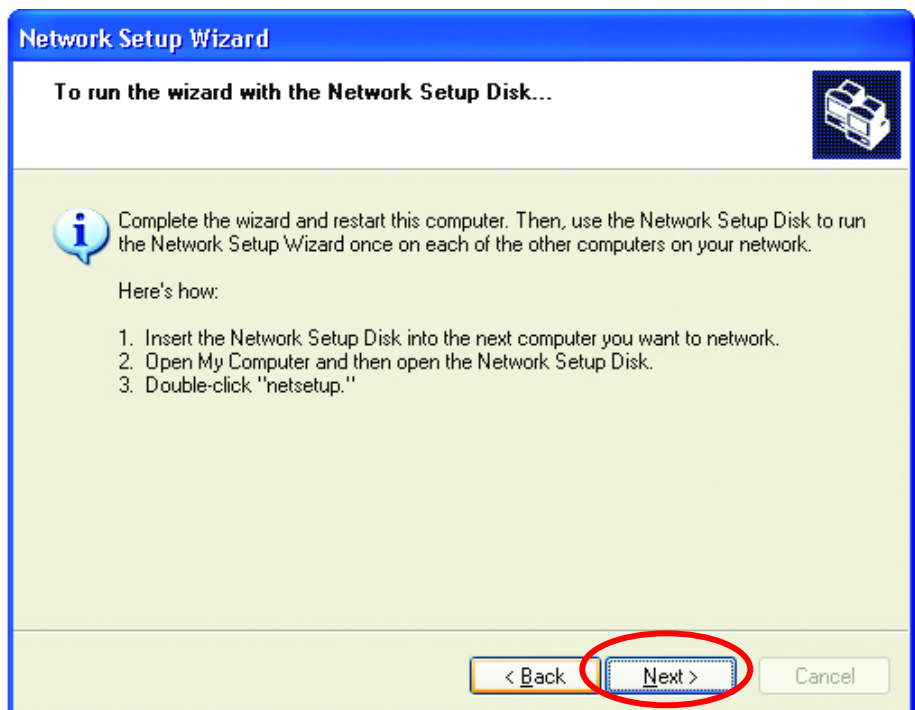 Network Setup Wizard
To run the wizard with the Network Setup Disk...
Complete the wizard and restart this computer. Then, use the Network Setup Disk to run
the Network Setup Wizard once on each of the other computers on your network.
Here's how:
1. Insert the Network Setup Disk into the next computer you want to network.
2. Open My Computer and then open the Network Setup Disk.
3. Double-click "netsetup."
< Back
Next >
Cancel